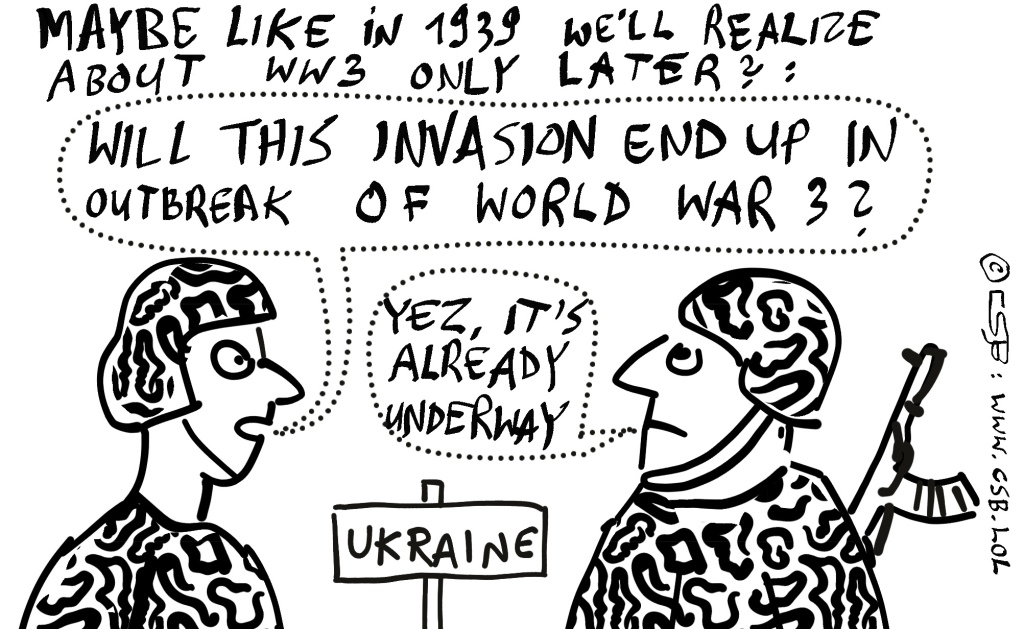 MAYBE LIKE iN 1939 WE'LL REALIZE
ABOUT WW3 ONLY LATER?:
WILL THIS INVASION END UP IN
OUTBREAK OF WORLD WAR 3?
YEZ, IT'S
ALREADY
UNDERWAY
UKRAINE
© CSB: WWW.CSB.LOL